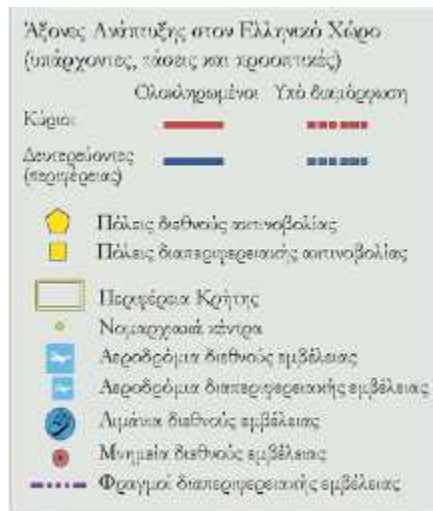 Άξονες Ανάπτυξης στον Ελληνικό Χώρο
(υπάρχοντες, τάσεις και προοπτικές)
Ολοκληρωμένοι Υπό διαμόρφωση
Κύριοι
Δευτερεύοντες
(περιφέρειας)
Πόλεις διεθνούς ακτινοβολίας
Πόλεις διαπεριφερειακής ακτινοβολίας
Περιφέρεια Κρήτης
Νομαρχιακά κέντρα
Αεροδρόμια διεθνούς εμβέλειας
Αεροδρόμια διαπεριφερειακής εμβέλειας
Λιμάνια διεθνούς εμβέλειας
Μνημεία διεθνούς εμβέλειας
Φραγμοί διαπεριφερειακής εμβέλειας